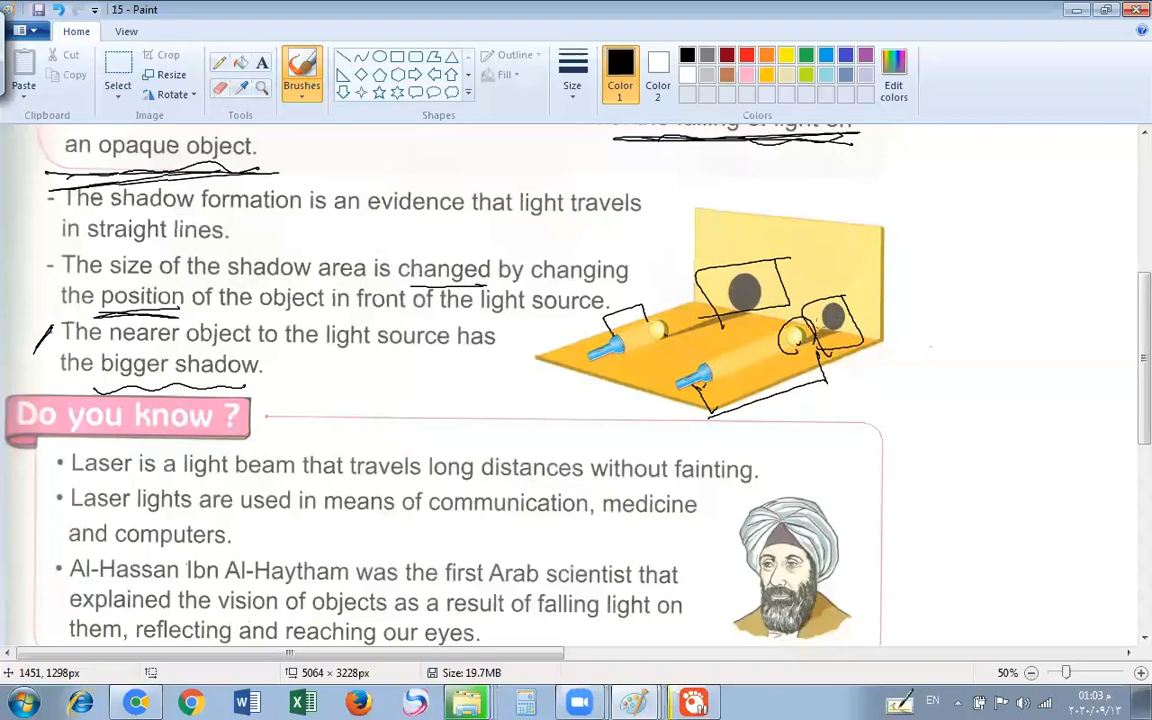 15 - Paint
Home
View
Paste
Cut
Copy
Clipboard
Select
Crop
Resize
Rotate
Image
Tools
Brushes
Shapes
Outline
Fill
Size
Color 1
Color 2
Colors
Edit colors
falling of light on
an opaque object.
- The shadow formation is an evidence that light travels
in straight lines.
- The size of the shadow area is changed by changing
the position of the object in front of the light source.
The nearer object to the light source has
the bigger shadow.
Do you know ?
• Laser is a light beam that travels long distances without fainting.
• Laser lights are used in means of communication, medicine
and computers.
• Al-Hassan Ibn Al-Haytham was the first Arab scientist that
explained the vision of objects as a result of falling light on
them, reflecting and reaching our eyes.
1451, 1298px
5064 × 3228px
Size: 19.7MB
50%
EN
01:03 م
٢٠٢٠/٠٩/١٣